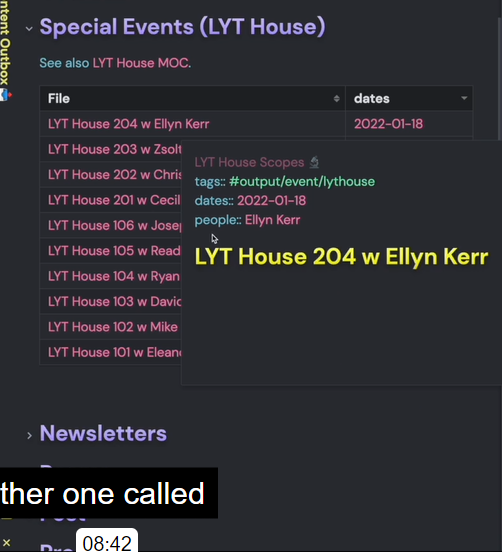 ntent Outbox
Special Events (LYT House)
See also LYT House MOC.
File dates
LYT House 204 w Ellyn Kerr 2022-01-18
LYT House 203 w Zsolt
LYT House 202 w Chris
LYT House 201 w Cecil
LYT House 106 w Josep
LYT House 105 w Read
LYT House 104 w Ryan
LYT House 103 w David
LYT House 102 w Mike
LYT House 101 w Eleano
LYT House Scopes 🔬
tags:: #output/event/lythouse
dates:: 2022-01-18
people:: Ellyn Kerr
LYT House 204 w Ellyn Kerr
Newsletters
ther one called
08:42